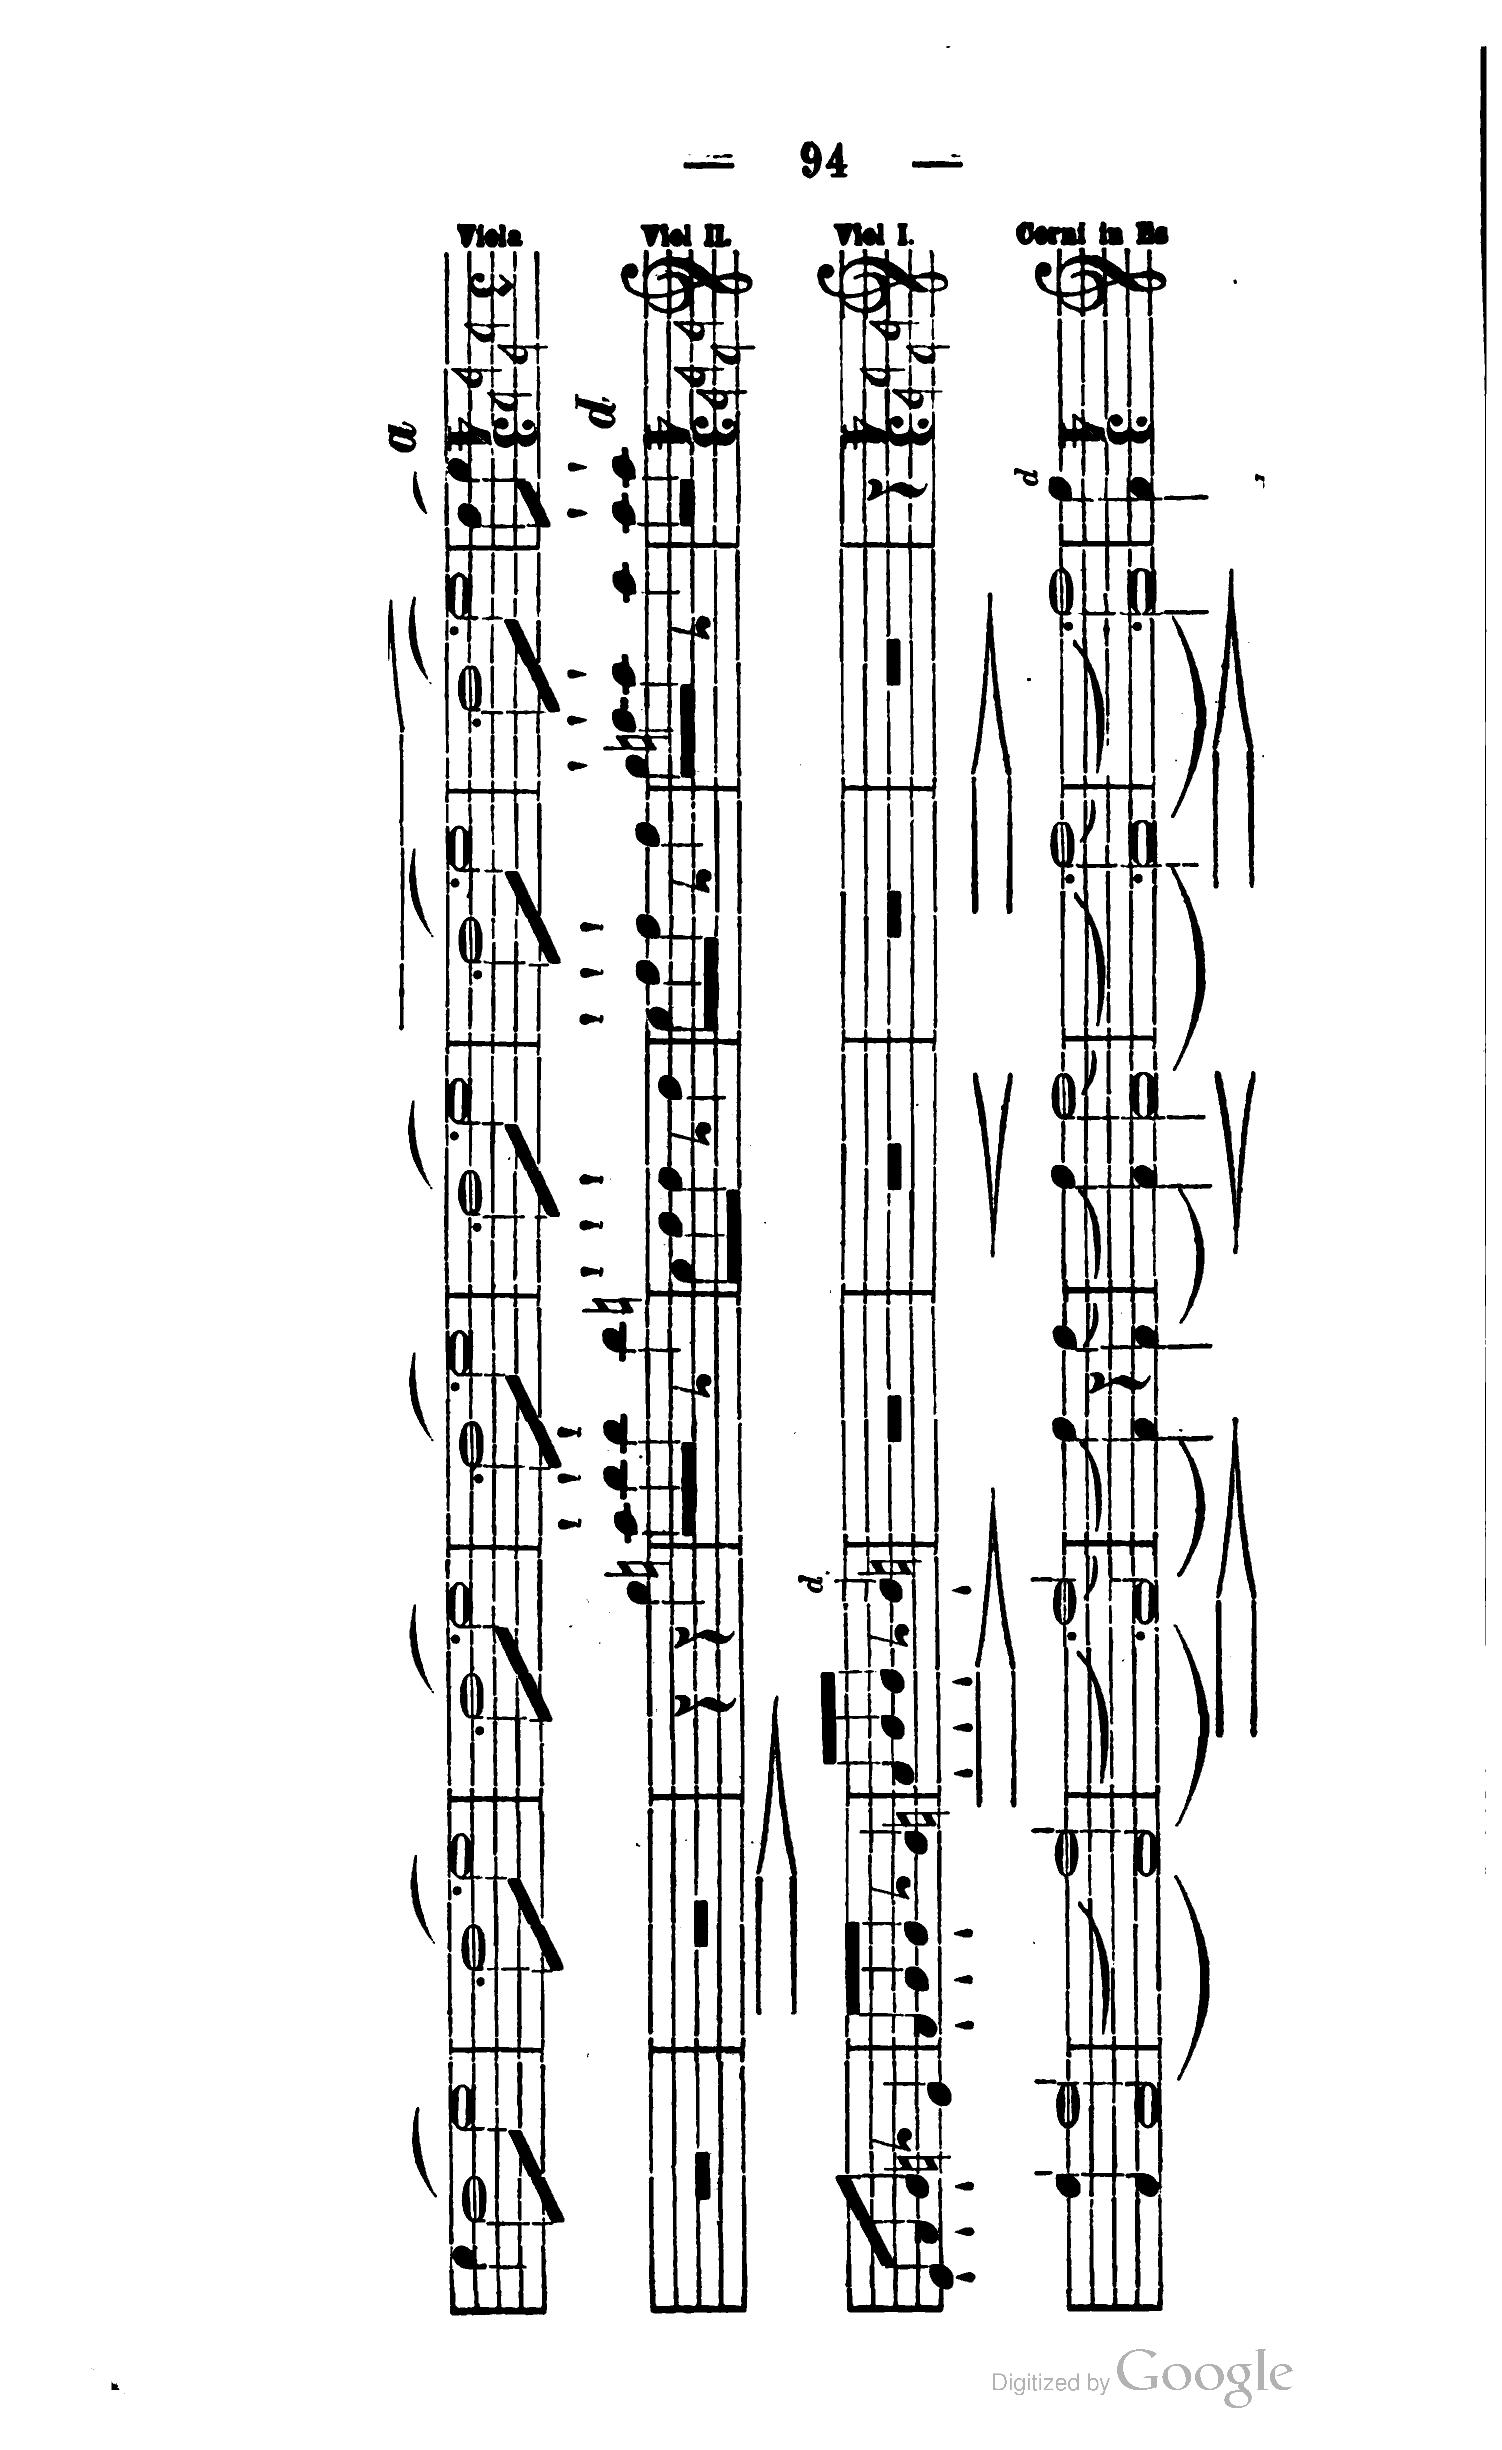 — 94 —
Viola
Viol II.
Viol I.
Corni in Es
a
d
d
d
Digitized by Google